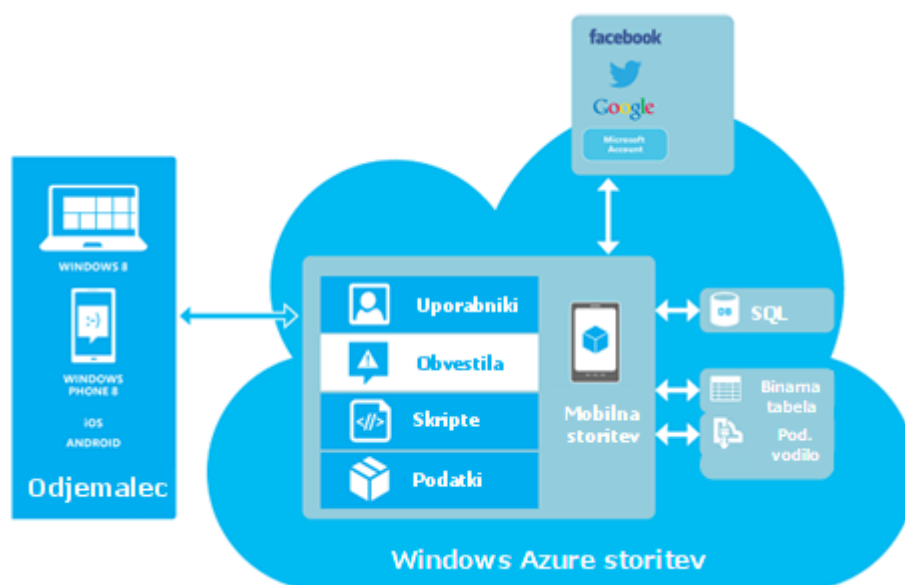 facebook
Google
Microsoft
Account
WINDOWS 8
WINDOWS
PHONE 8
iOS
ANDROID
Odjemalec
Uporabniki
Obvestila
Skripte
Podatki
Mobilna
storitev
DB
SQL
Binarna
tabela
Pod.
vodilo
Windows Azure storitev